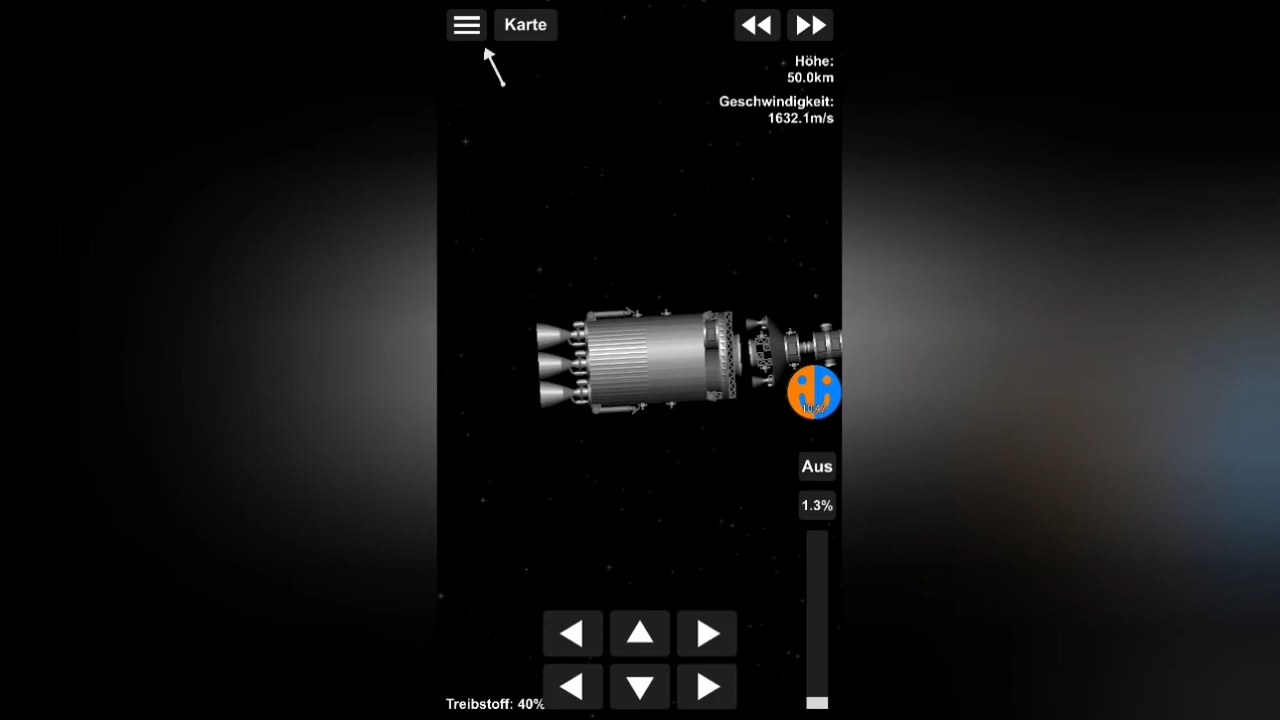 Karte
Höhe:
50.0km
Geschwindigkeit:
1632.1m/s
Aus
1.3%
Treibstoff: 40%